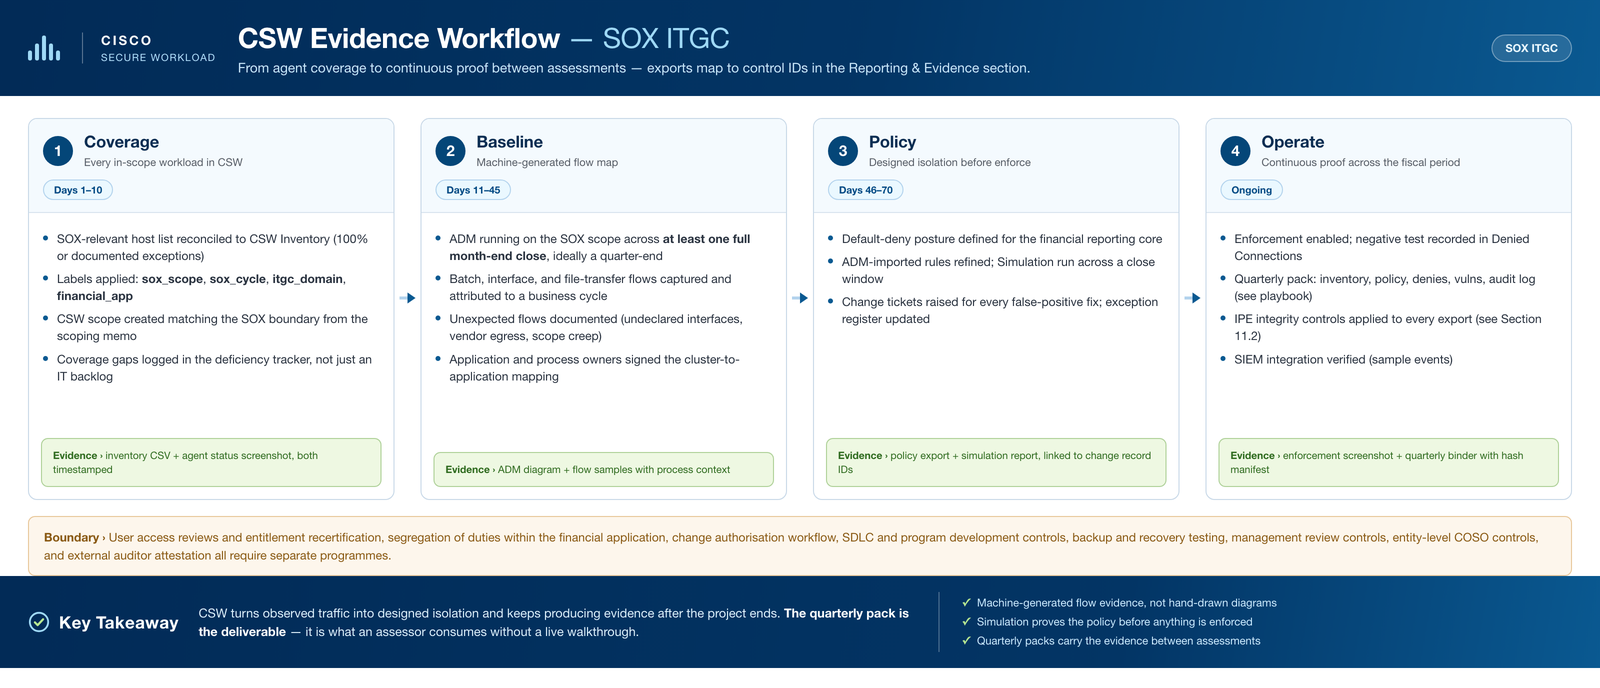 CISCO
SECURE WORKLOAD
CSW Evidence Workflow — SOX ITGC
From agent coverage to continuous proof between assessments — exports map to control IDs in the Reporting & Evidence section.
SOX ITGC
1
Coverage
Every in-scope workload in CSW
Days 1–10
• SOX-relevant host list reconciled to CSW Inventory (100%
or documented exceptions)
• Labels applied: sox_scope, sox_cycle, itgc_domain,
financial_app
• CSW scope created matching the SOX boundary from the
scoping memo
• Coverage gaps logged in the deficiency tracker, not just an
IT backlog
Evidence › inventory CSV + agent status screenshot, both
timestamped
2
Baseline
Machine-generated flow map
Days 11–45
• ADM running on the SOX scope across at least one full
month-end close, ideally a quarter-end
• Batch, interface, and file-transfer flows captured and
attributed to a business cycle
• Unexpected flows documented (undeclared interfaces,
vendor egress, scope creep)
• Application and process owners signed the cluster-to-
application mapping
Evidence › ADM diagram + flow samples with process context
3
Policy
Designed isolation before enforce
Days 46–70
• Default-deny posture defined for the financial reporting core
• ADM-imported rules refined; Simulation run across a close
window
• Change tickets raised for every false-positive fix; exception
register updated
Evidence › policy export + simulation report, linked to change record
IDs
4
Operate
Continuous proof across the fiscal period
Ongoing
• Enforcement enabled; negative test recorded in Denied
Connections
• Quarterly pack: inventory, policy, denies, vulns, audit log
(see playbook)
• IPE integrity controls applied to every export (see Section
11.2)
• SIEM integration verified (sample events)
Evidence › enforcement screenshot + quarterly binder with hash
manifest
Boundary › User access reviews and entitlement recertification, segregation of duties within the financial application, change authorisation workflow, SDLC and program development controls, backup and recovery testing, management review controls, entity-level COSO controls,
and external auditor attestation all require separate programmes.
Key Takeaway
CSW turns observed traffic into designed isolation and keeps producing evidence after the project ends. The quarterly pack is
the deliverable — it is what an assessor consumes without a live walkthrough.
✓ Machine-generated flow evidence, not hand-drawn diagrams
✓ Simulation proves the policy before anything is enforced
✓ Quarterly packs carry the evidence between assessments